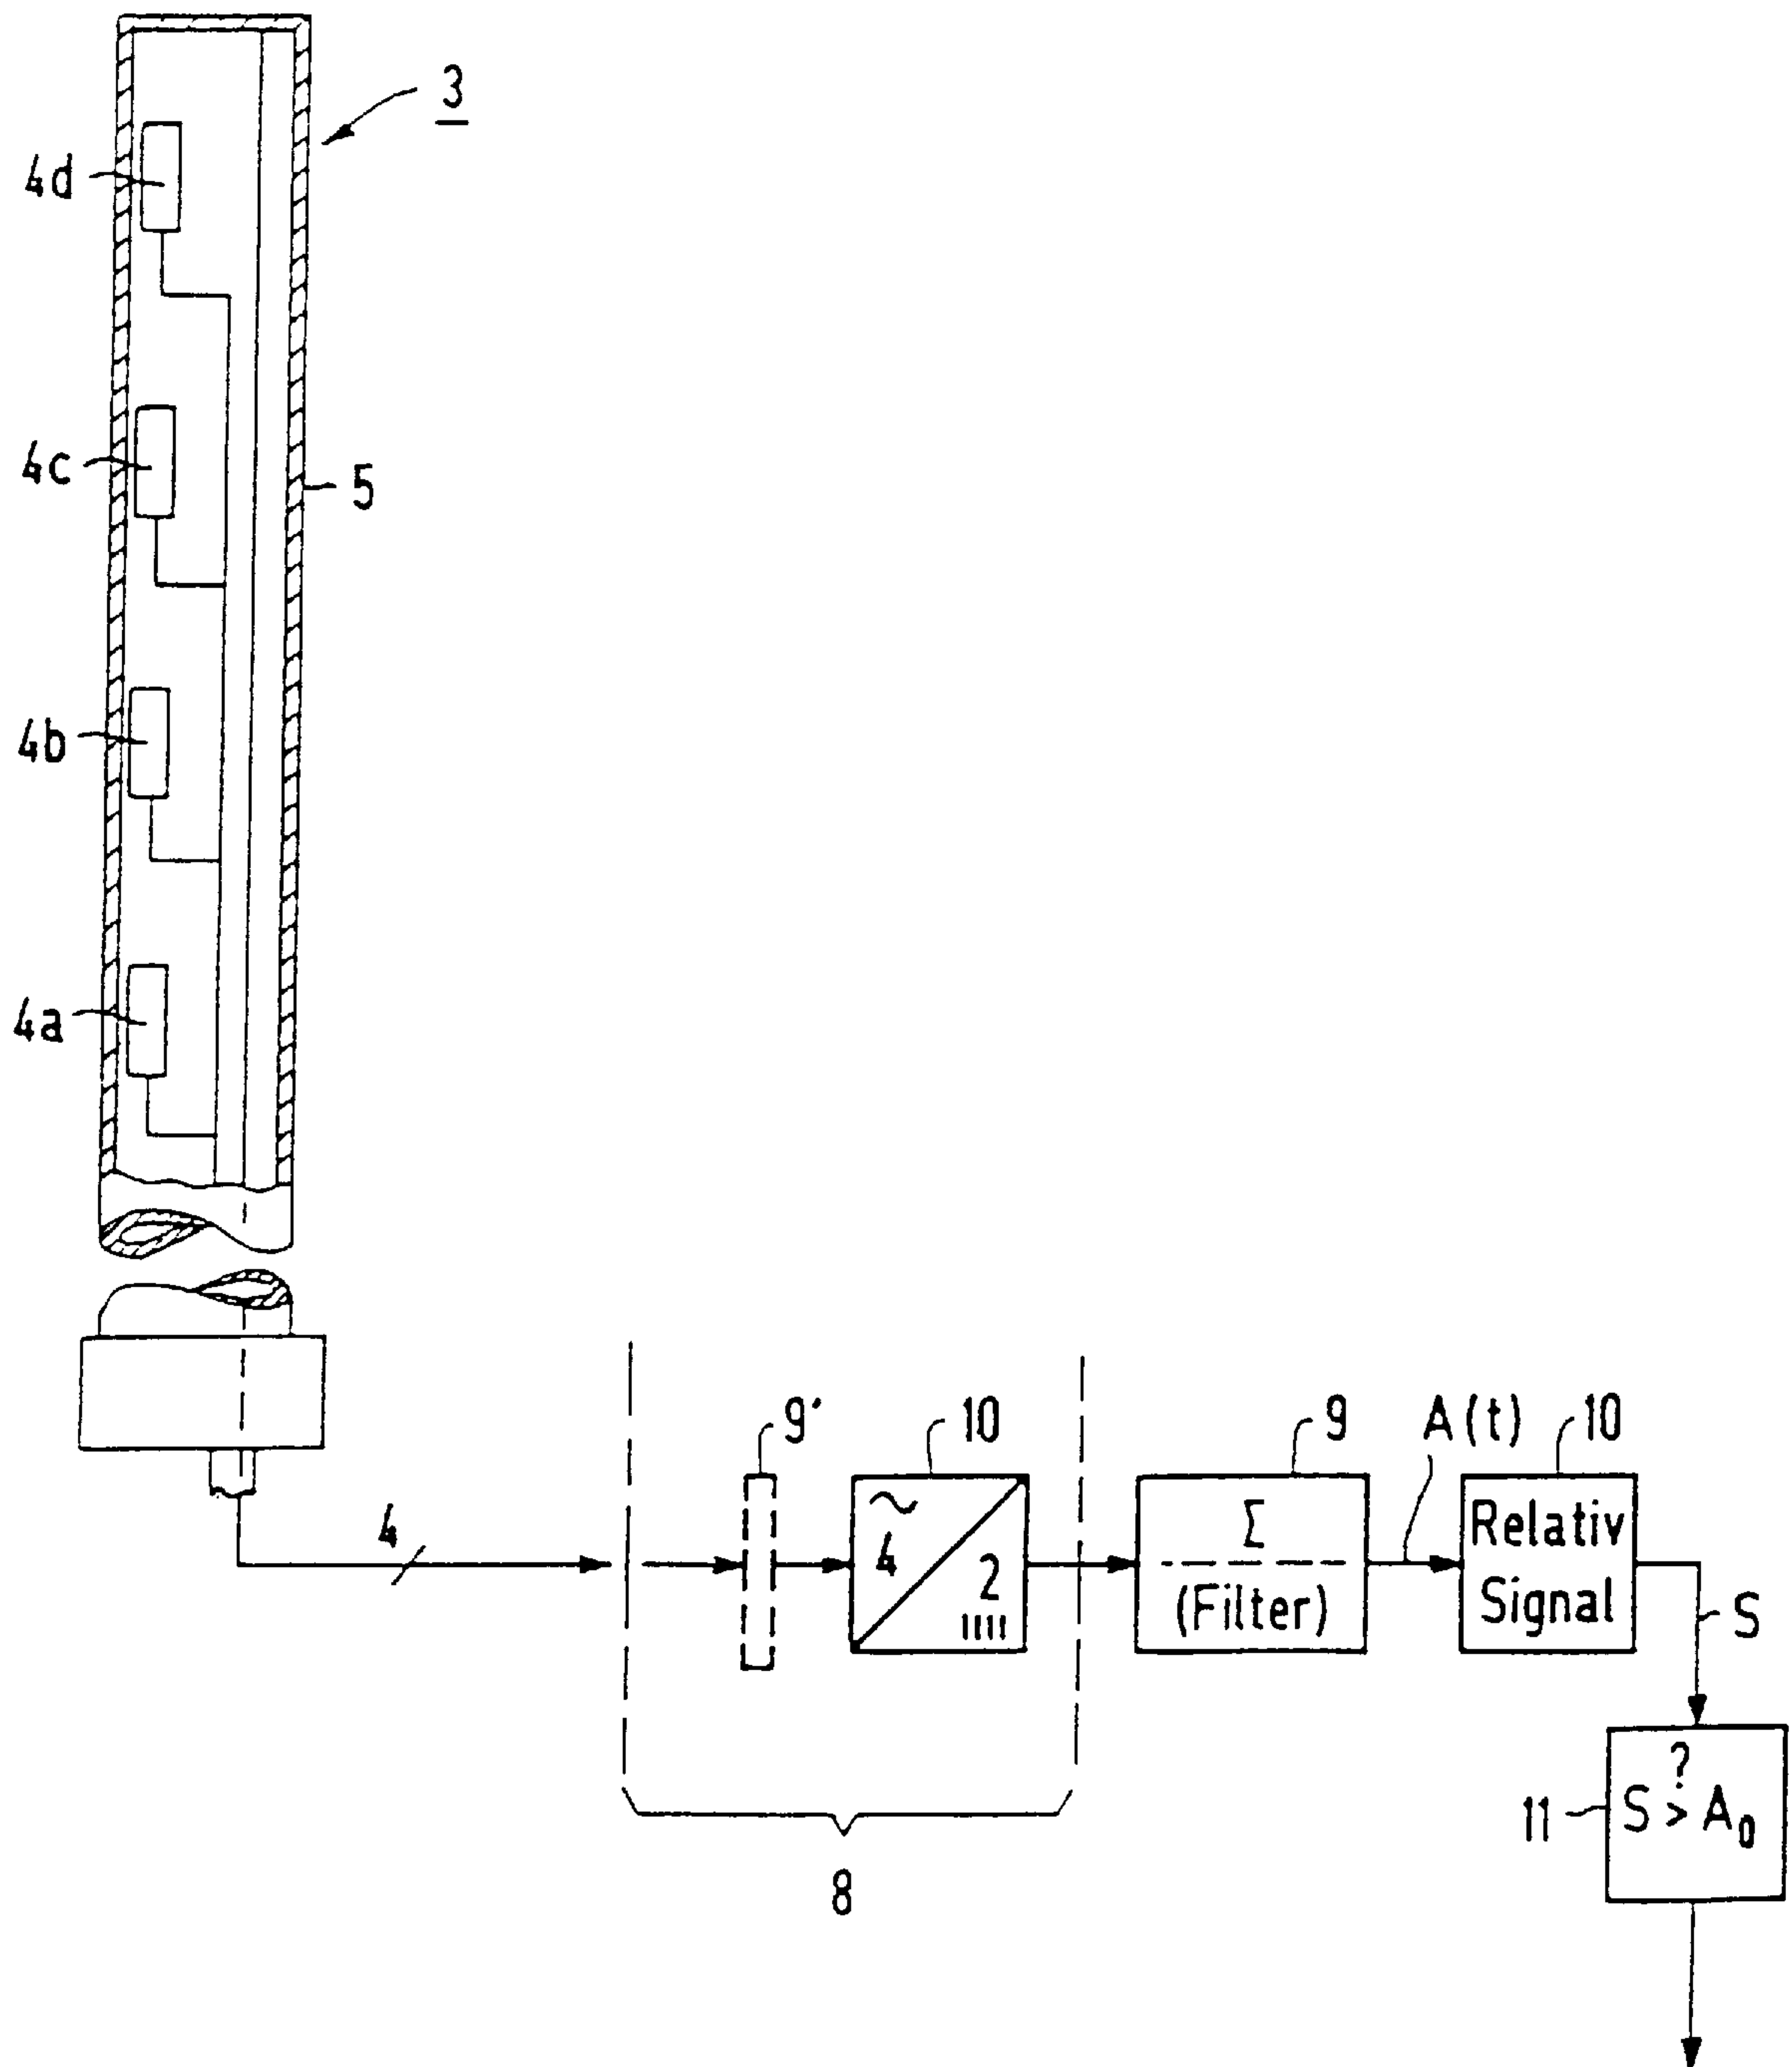 3
4d
4c
5
4b
4a
4
9'
10
9
A(t)
10
~
4
2
Σ
(Filter)
Relativ
Signal
S
?
S > A₀
11
8